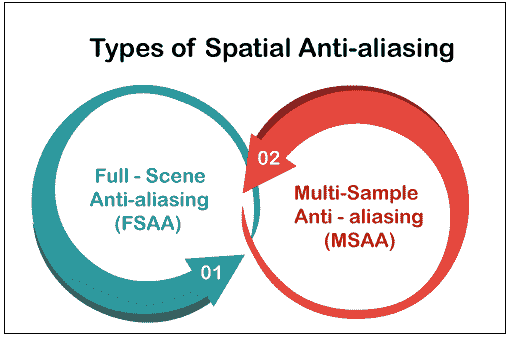 Types of Spatial Anti-aliasing
Full - Scene
Anti-aliasing
(FSAA)
01
02
Multi-Sample
Anti - aliasing
(MSAA)